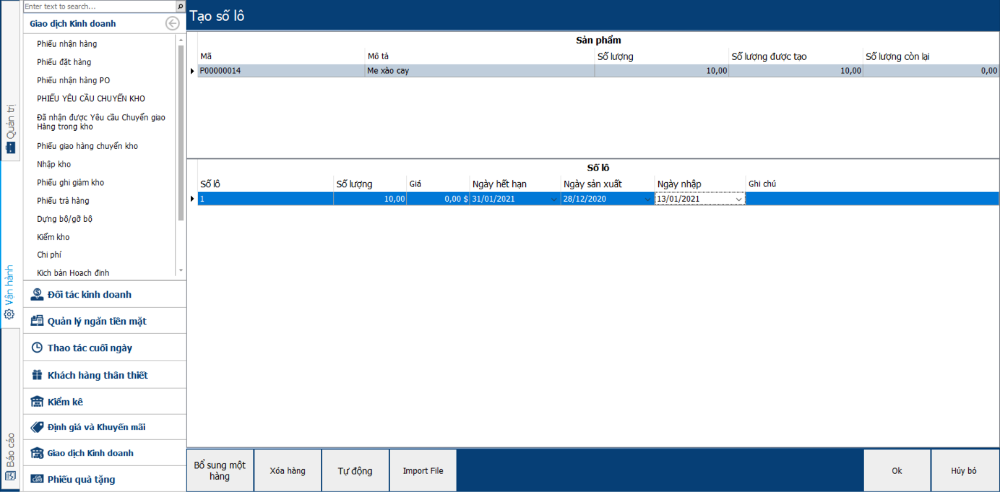 Enter text to search...
Giao dịch Kinh doanh
Phiếu nhận hàng
Phiếu đặt hàng
Phiếu nhận hàng PO
PHIẾU YÊU CẦU CHUYỂN KHO
Đã nhận được Yêu cầu Chuyển giao
Hàng trong kho
Phiếu giao hàng chuyển kho
Nhập kho
Phiếu ghi giảm kho
Phiếu trả hàng
Dựng bộ/gỡ bộ
Kiểm kho
Chi phí
Kịch bản Hoạch định
Đối tác kinh doanh
Quản lý ngăn tiền mặt
Thao tác cuối ngày
Khách hàng thân thiết
Kiểm kê
Định giá và Khuyến mãi
Giao dịch Kinh doanh
Phiếu quà tặng
Quản trị
Vận hành
Báo cáo
Tạo số lô
Sản phẩm
Mã Mô tả Số lượng Số lượng được tạo Số lượng còn lại
P00000014 Me xào cay 10,00 10,00 0,00
Số lô
Số lô Số lượng Giá Ngày hết hạn Ngày sản xuất Ngày nhập Ghi chú
1 10,00 0,00 $ 31/01/2021 28/12/2020 13/01/2021
Bổ sung một
hàng
Xóa hàng
Tự động
Import File
Ok
Hủy bỏ